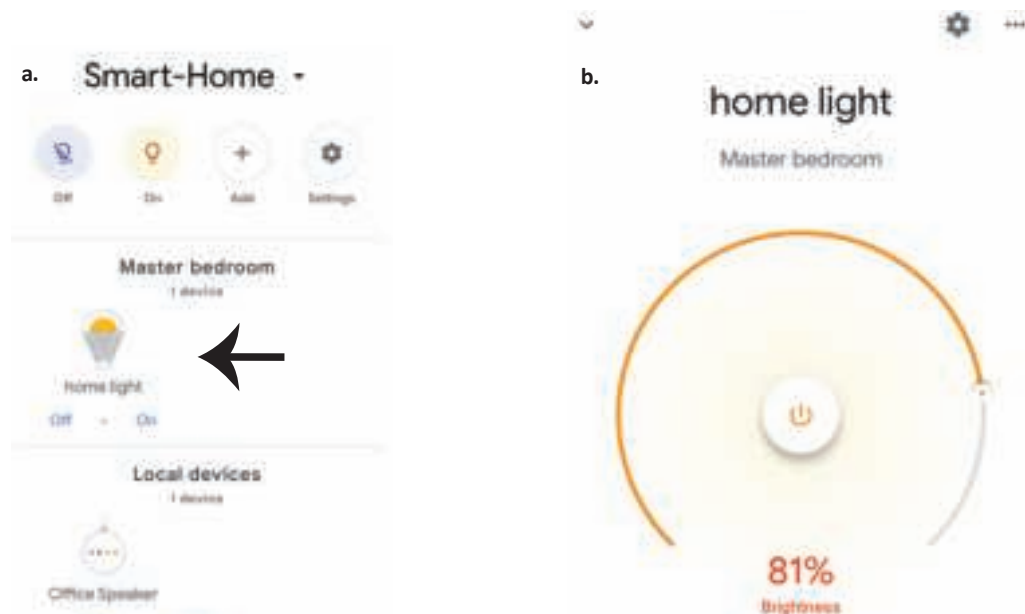 a.
Smart-Home
Off
On
Add
Settings
Master bedroom
1 device
home light
Off - On
Local devices
1 device
Office Speaker
b.
home light
Master bedroom
81%
Brightness